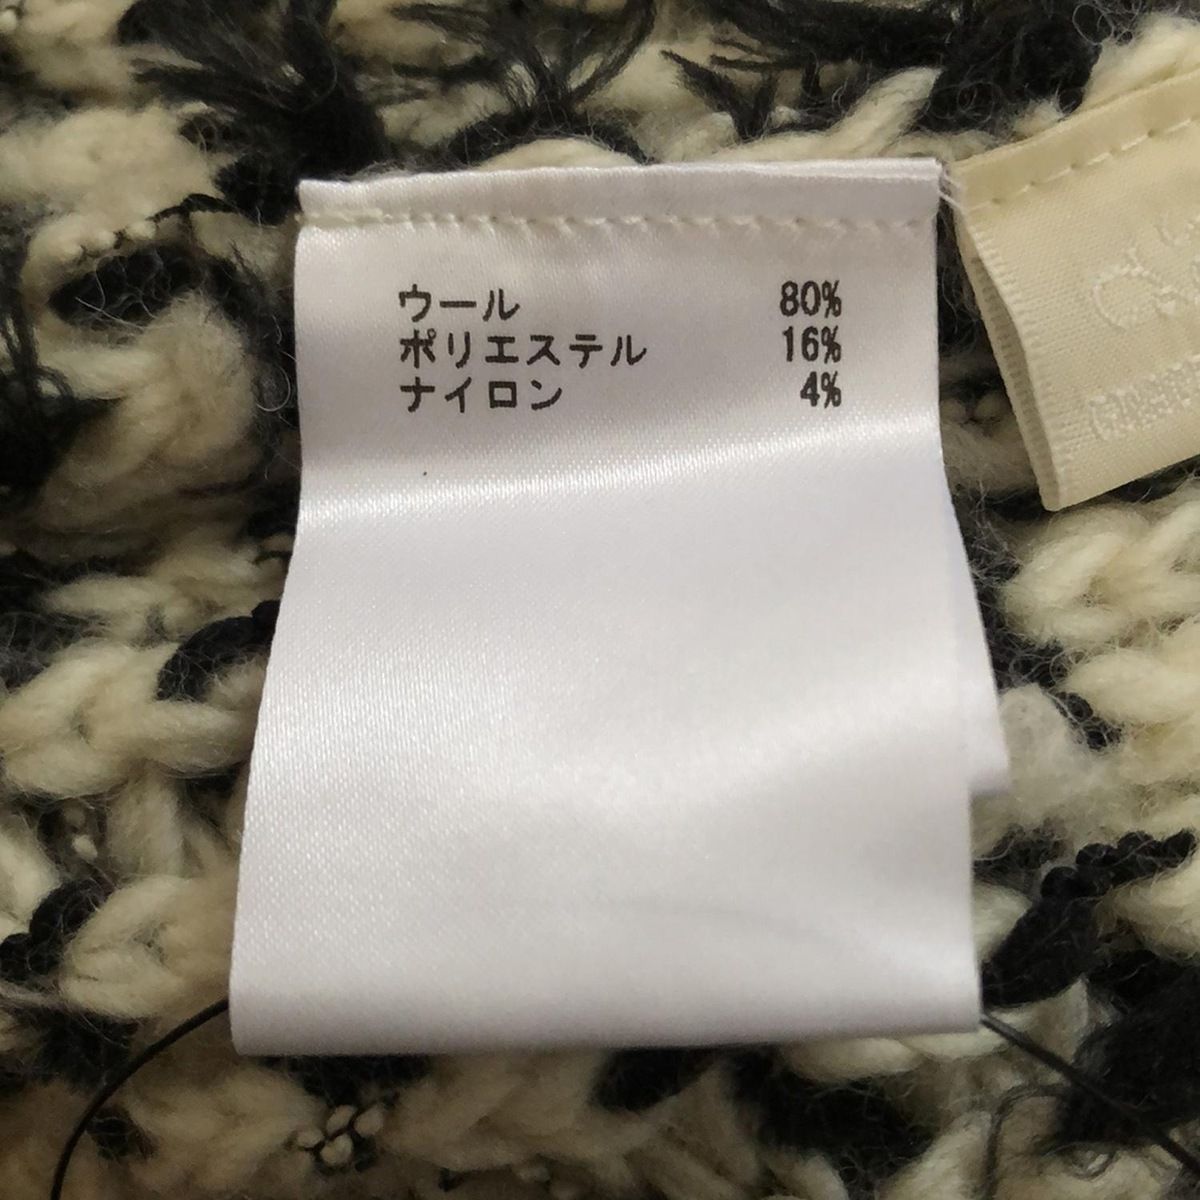 ウール 80%
ポリエステル 16%
ナイロン 4%